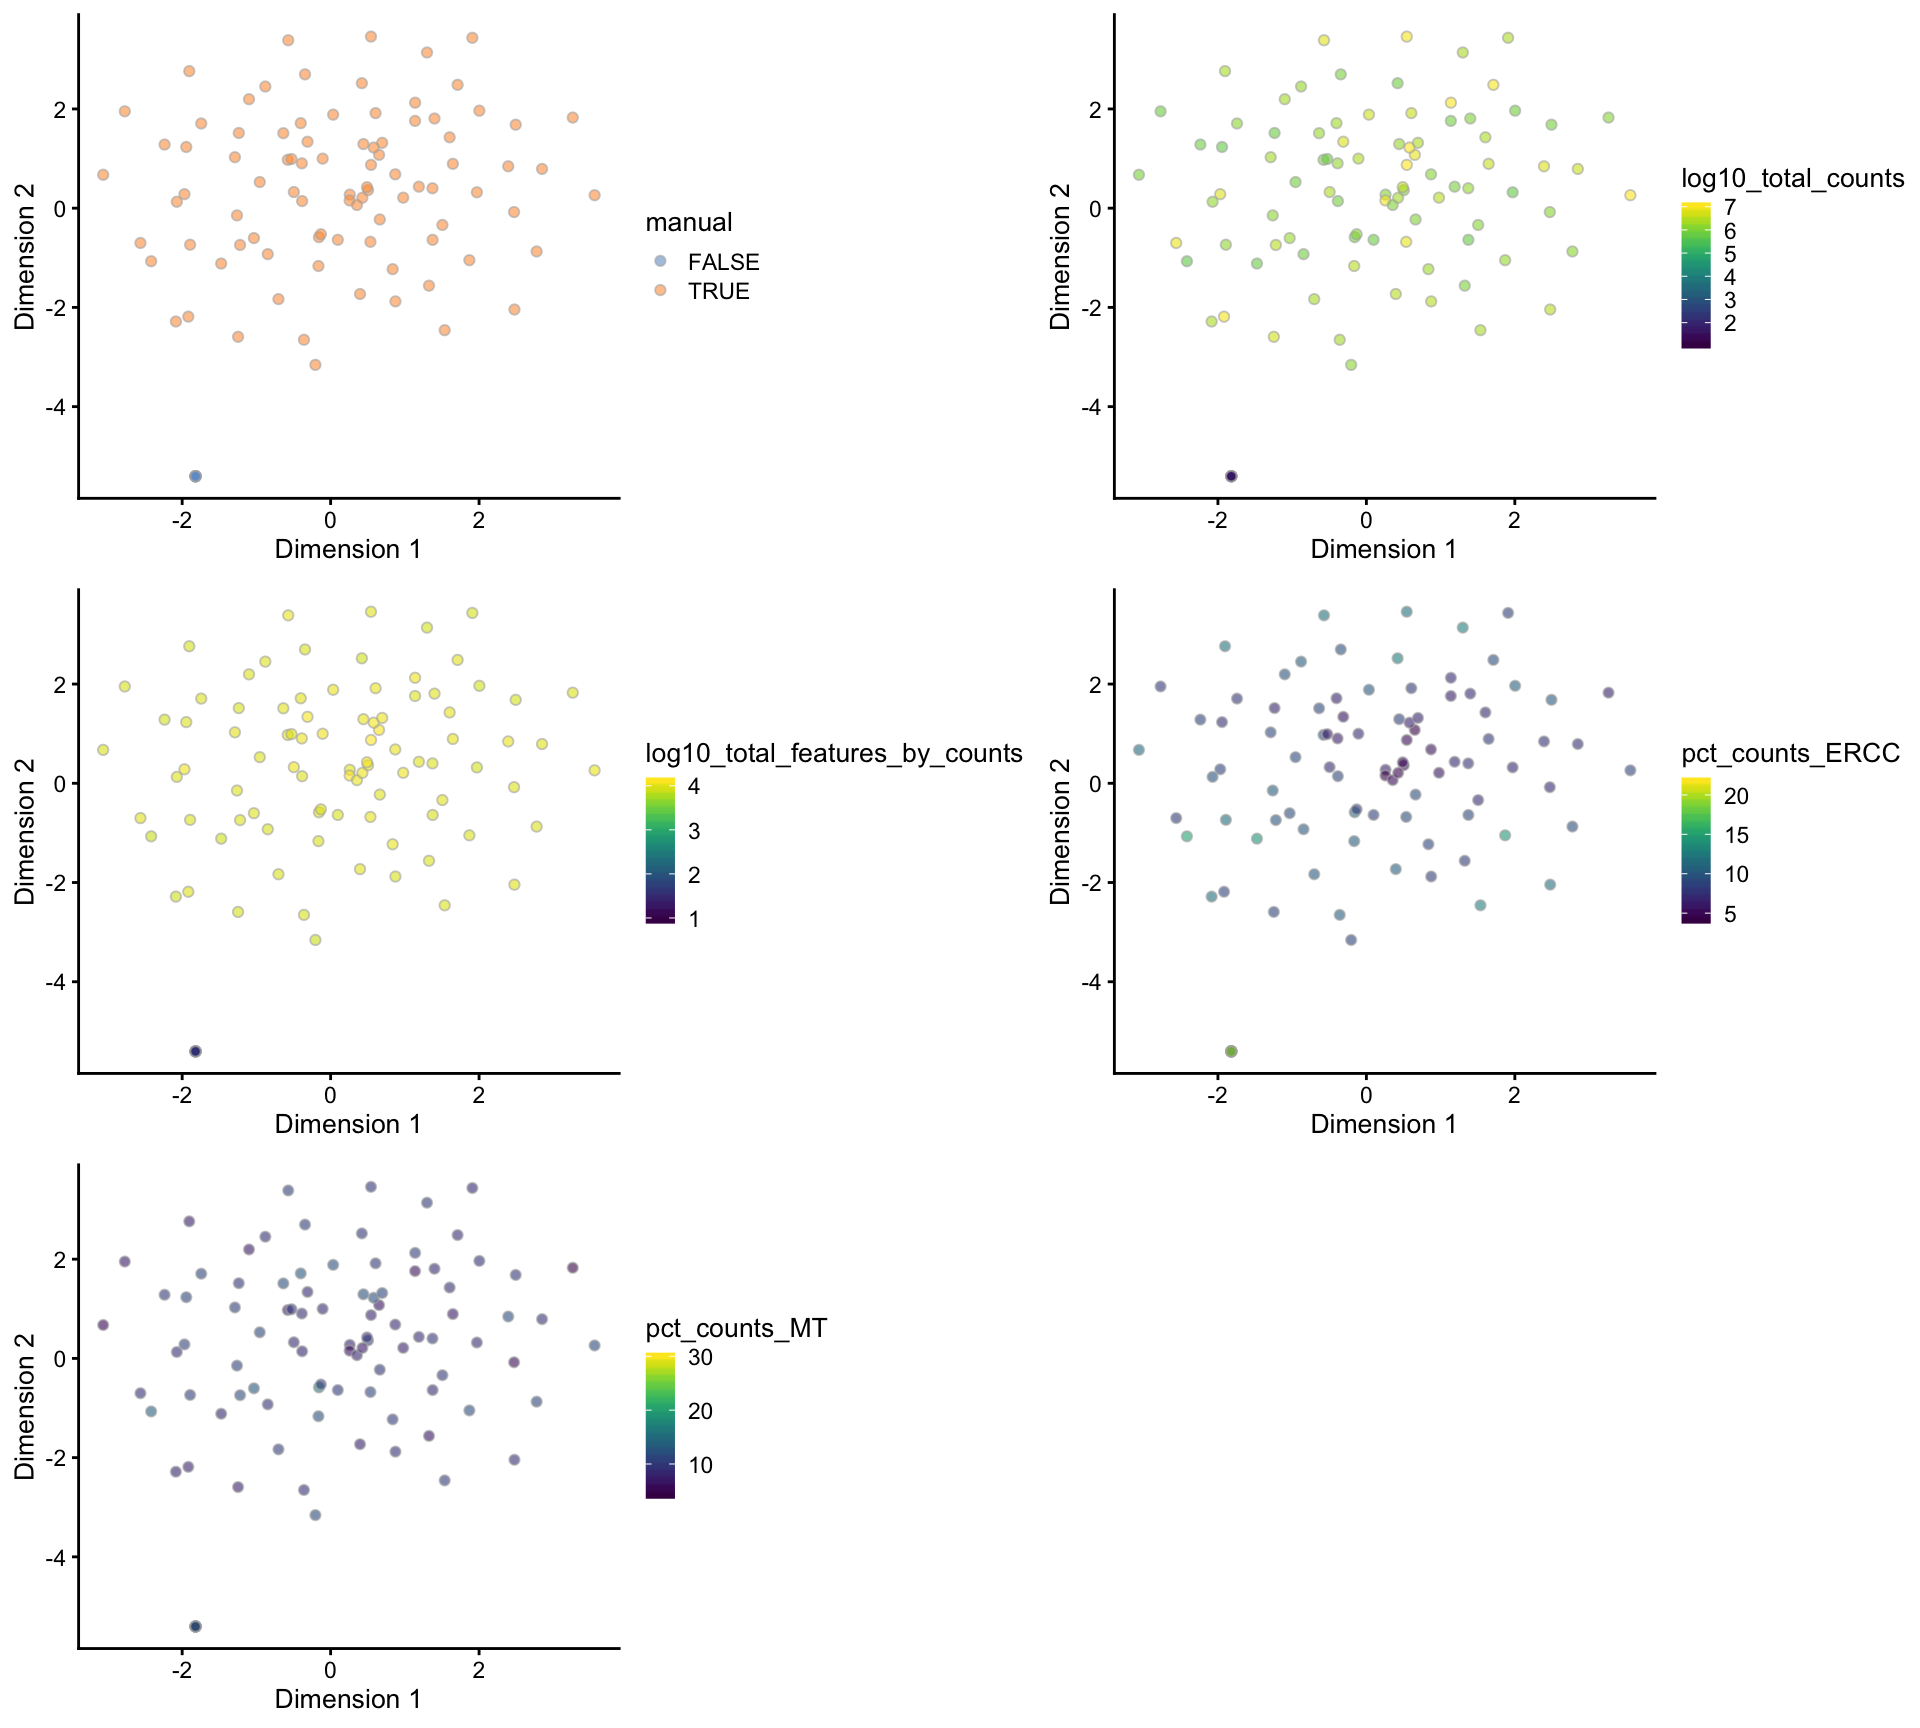 2
0
-2
-4
-2 0 2
Dimension 1
Dimension 2
manual
FALSE
TRUE
2
0
-2
-4
-2 0 2
Dimension 1
Dimension 2
log10_total_counts
7
6
5
4
3
2
2
0
-2
-4
-2 0 2
Dimension 1
Dimension 2
log10_total_features_by_counts
4
3
2
1
2
0
-2
-4
-2 0 2
Dimension 1
Dimension 2
pct_counts_ERCC
20
15
10
5
2
0
-2
-4
-2 0 2
Dimension 1
Dimension 2
pct_counts_MT
30
20
10